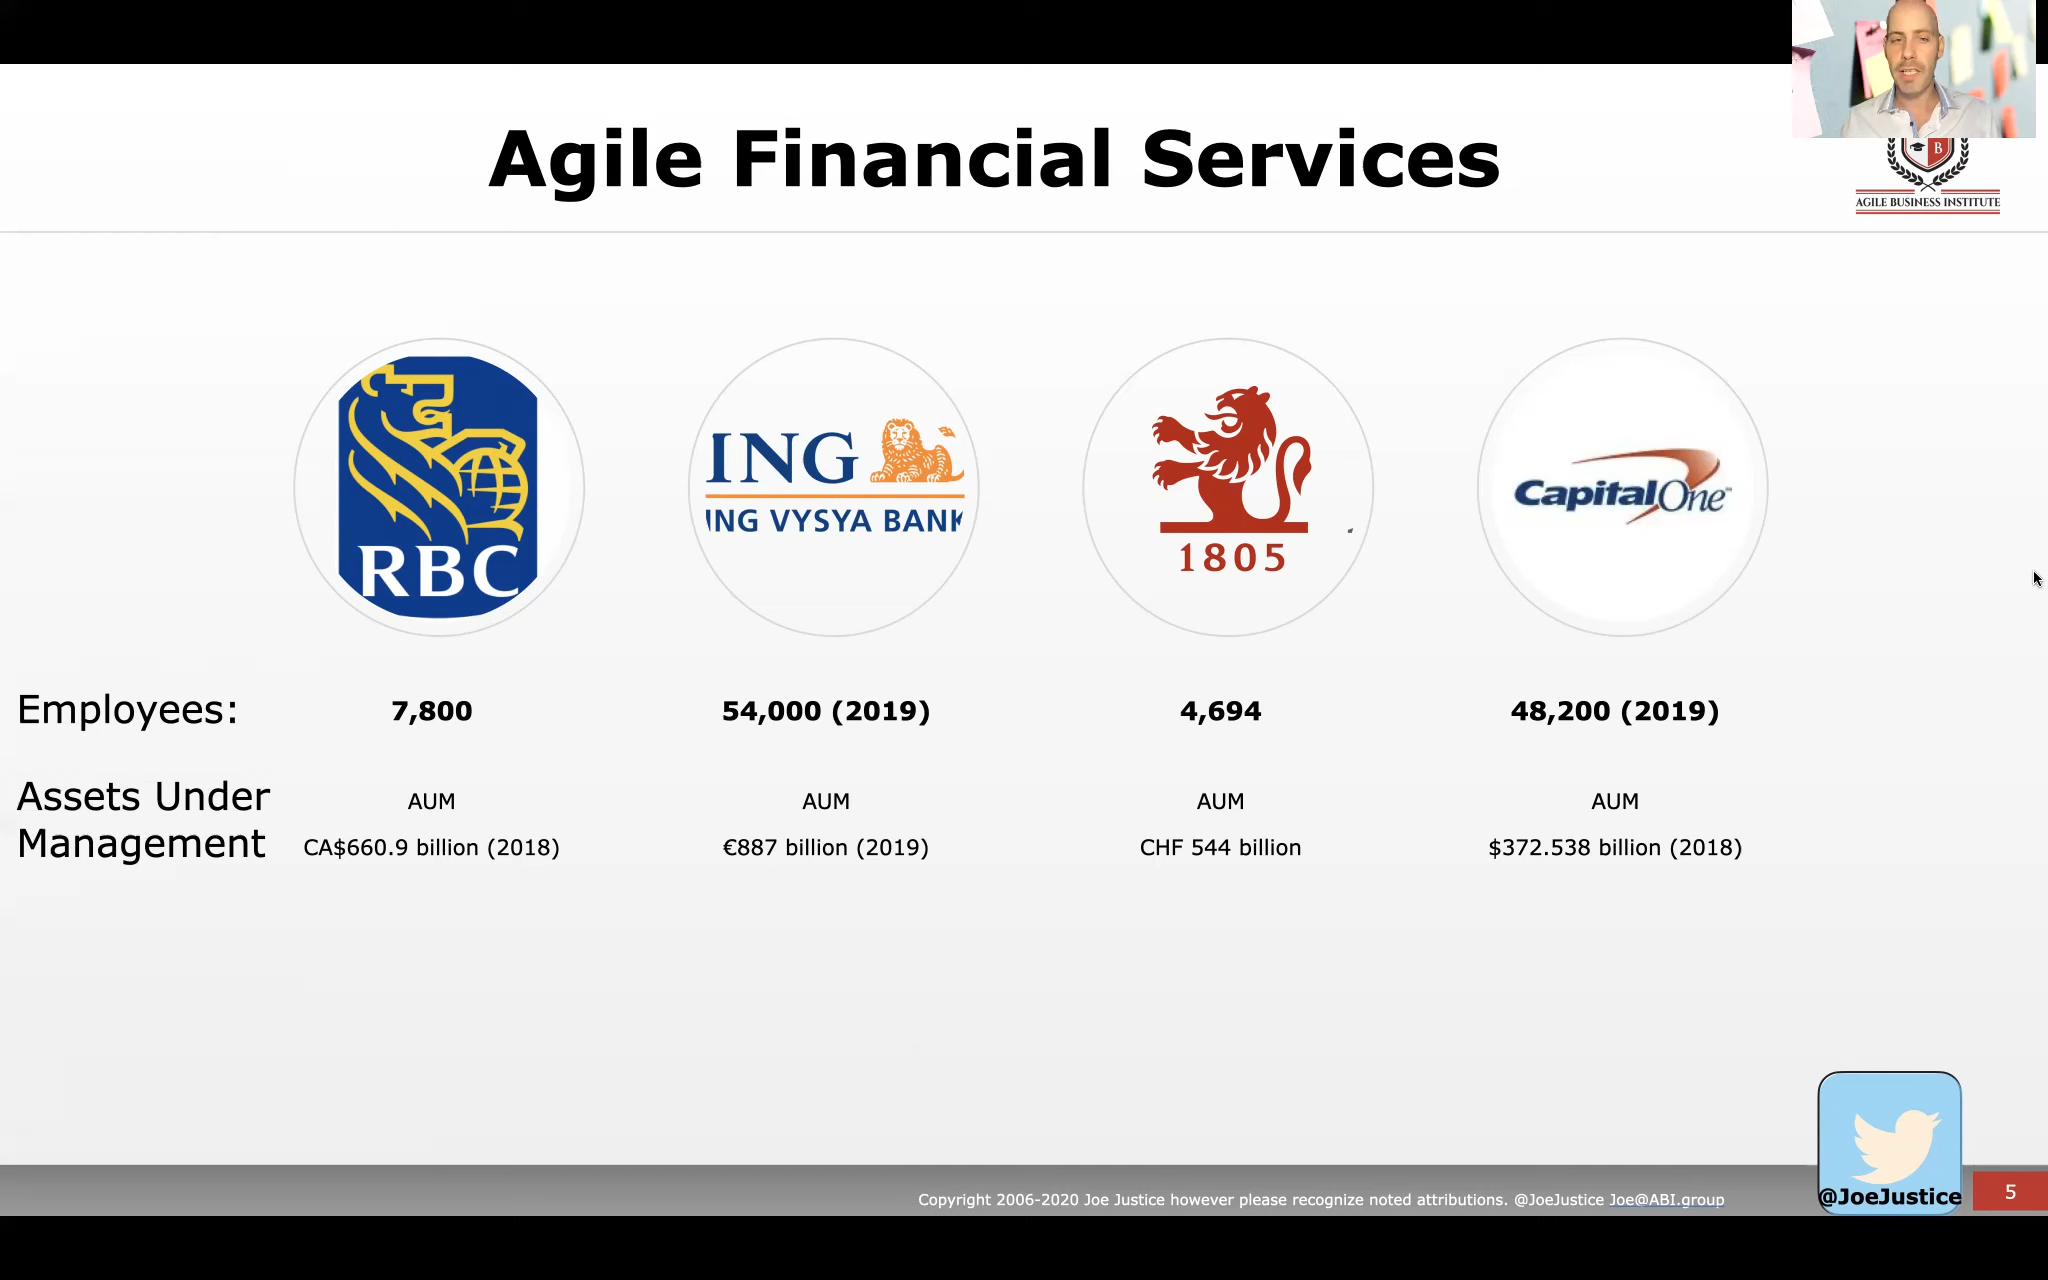 Agile Financial Services
B
AGILE BUSINESS INSTITUTE
RBC
ING
ING VYSYA BANK
1805
CapitalOne
Employees: 7,800 54,000 (2019) 4,694 48,200 (2019)
Assets Under AUM AUM AUM AUM
Management CA$660.9 billion (2018) €887 billion (2019) CHF 544 billion $372.538 billion (2018)
Copyright 2006-2020 Joe Justice however please recognize noted attributions. @JoeJustice Joe@ABI.group
@JoeJustice
5